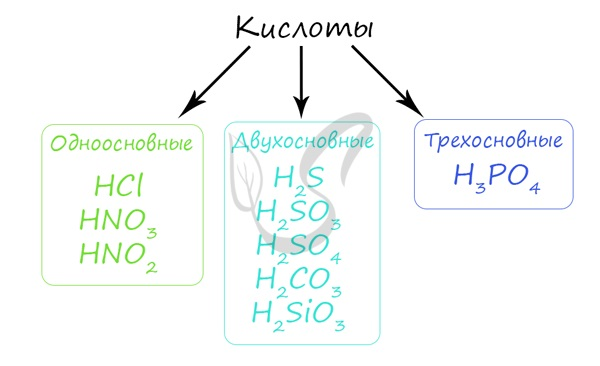 Кислоты
Одноосновные
HCl
HNO₃
HNO₂
Двухосновные
H₂S
H₂SO₃
H₂SO₄
H₂CO₃
H₂SiO₃
Трехосновные
H₃PO₄